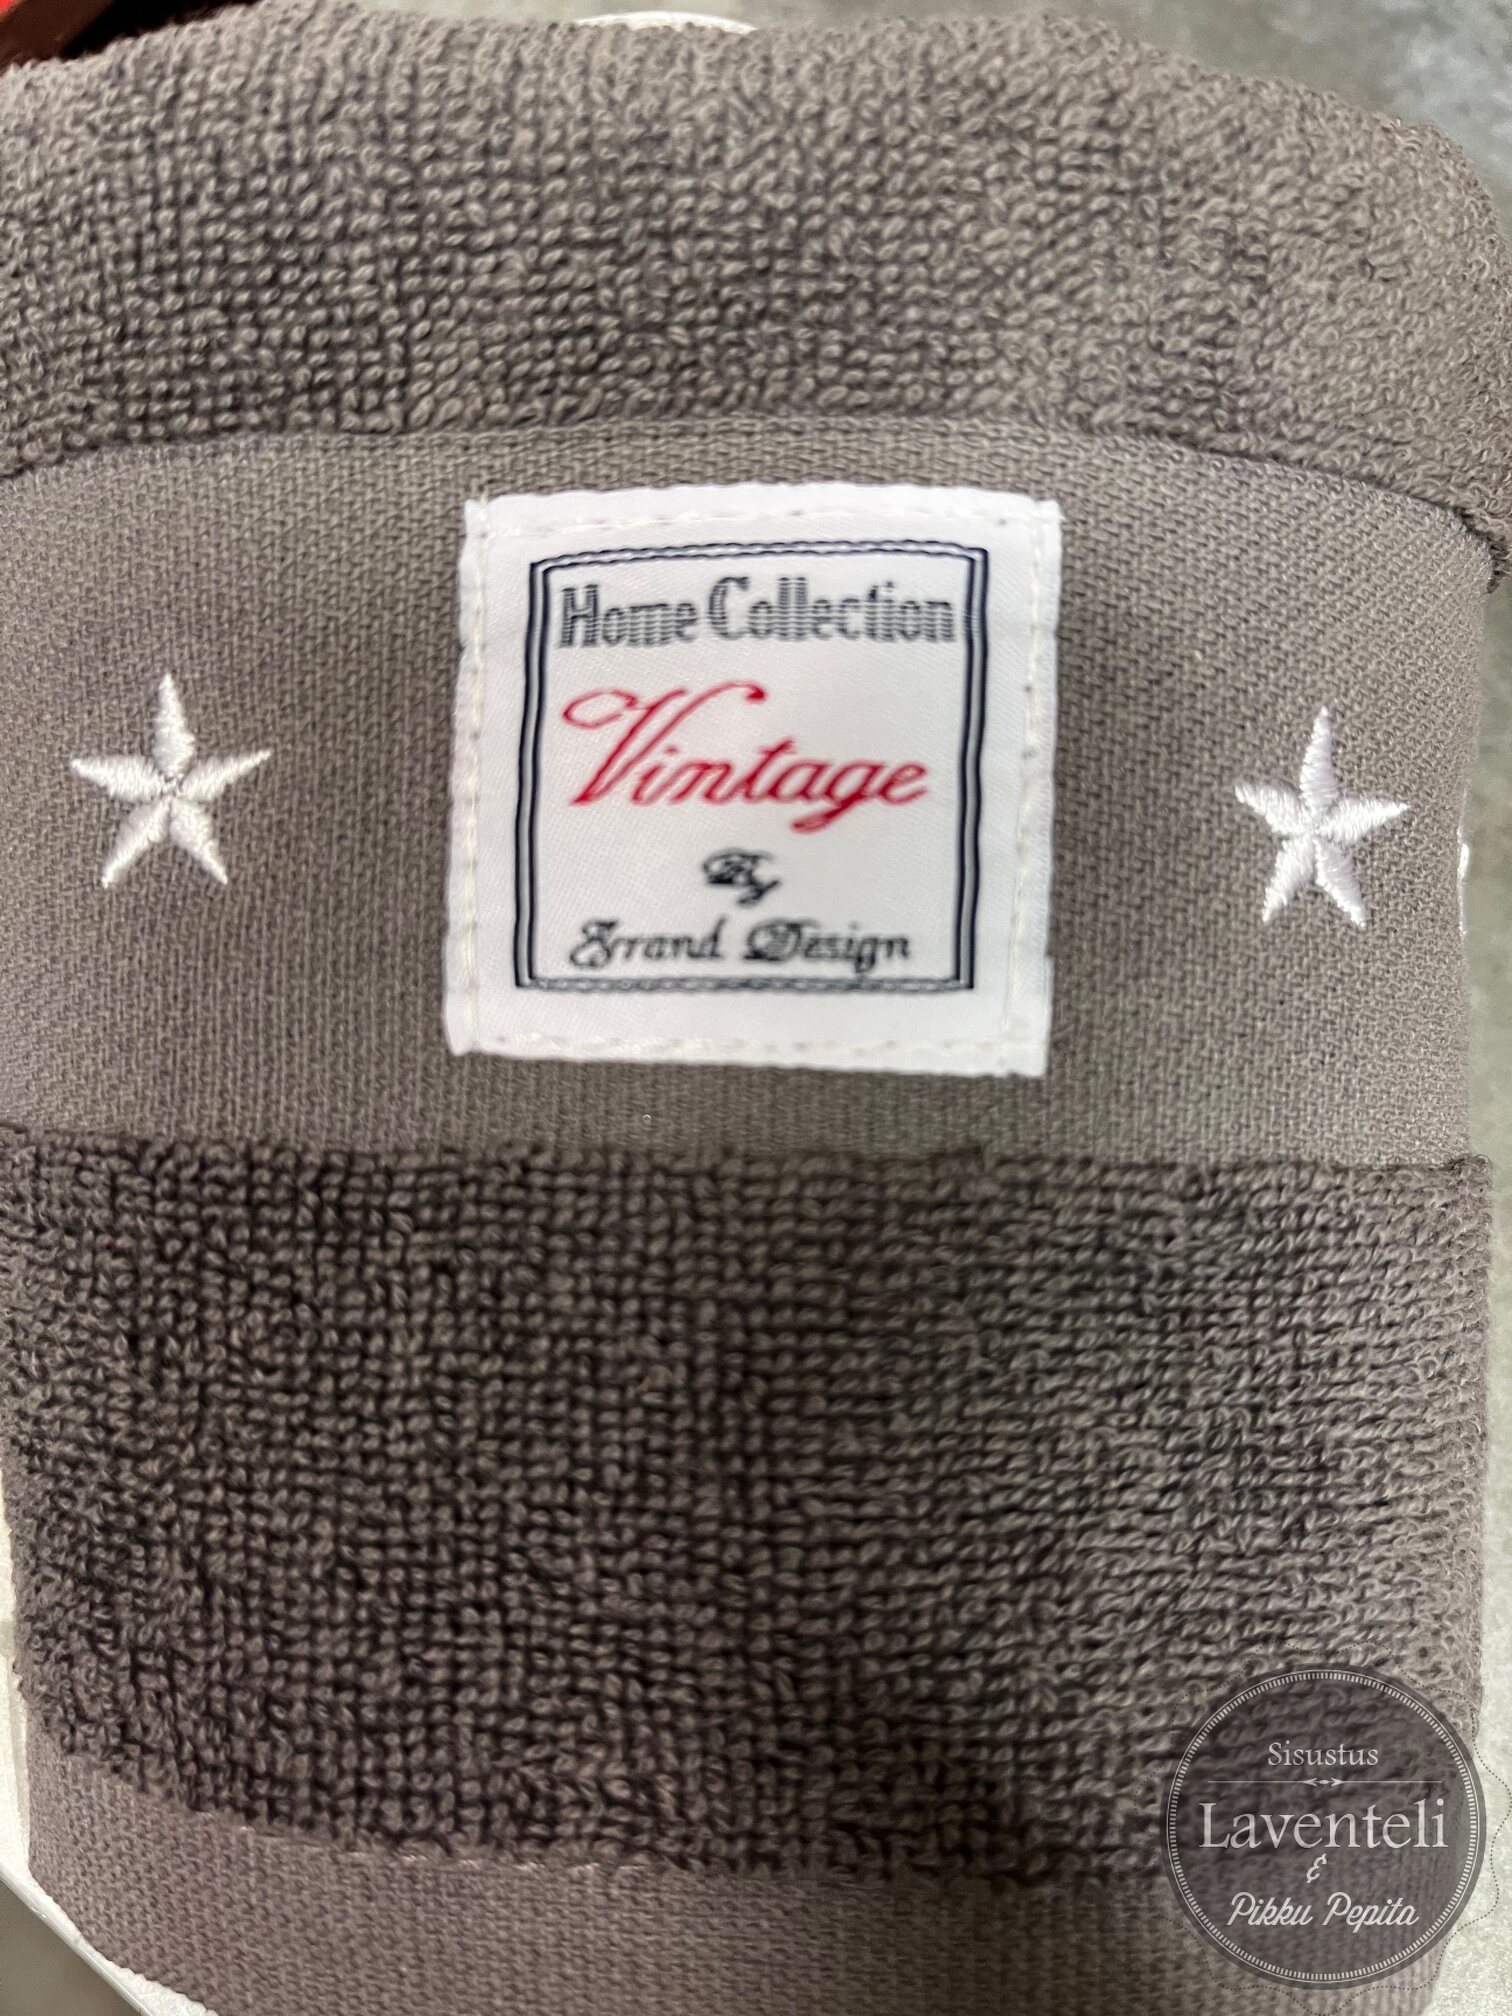 Home Collection
Vintage
By
Grand Design
Sisustus
Laventeli
&
Pikku Pepita